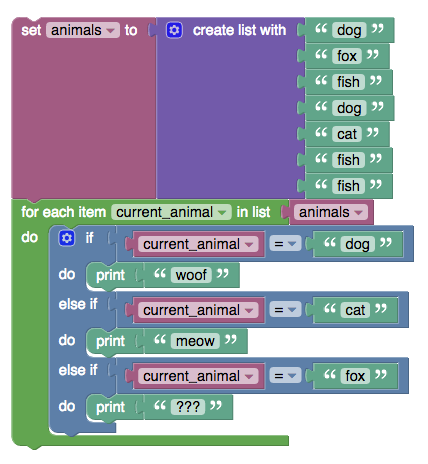 set animals to create list with “ dog ”
“ fox ”
“ fish ”
“ dog ”
“ cat ”
“ fish ”
“ fish ”
for each item current_animal in list animals
do if current_animal = “ dog ”
do print “ woof ”
else if current_animal = “ cat ”
do print “ meow ”
else if current_animal = “ fox ”
do print “ ??? ”